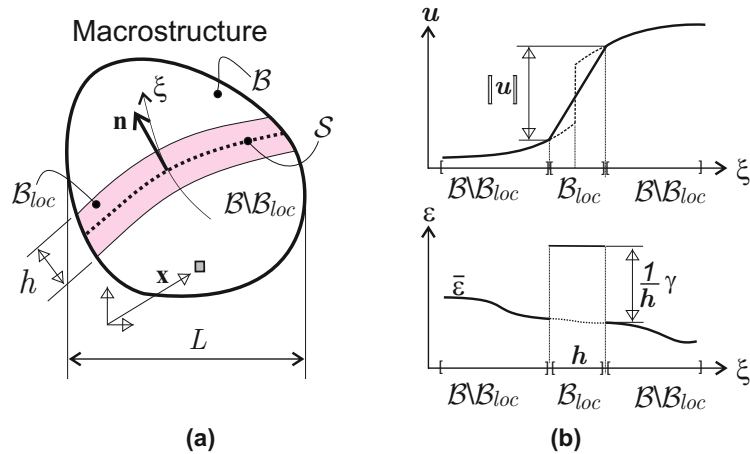 Macrostructure
B
ξ
n
S
B_loc
B\B_loc
h
x
L
(a)
u
[[u]]
ξ
B\B_loc B_loc B\B_loc
ε
ε̄
1/h γ
h
ξ
B\B_loc B_loc B\B_loc
(b)